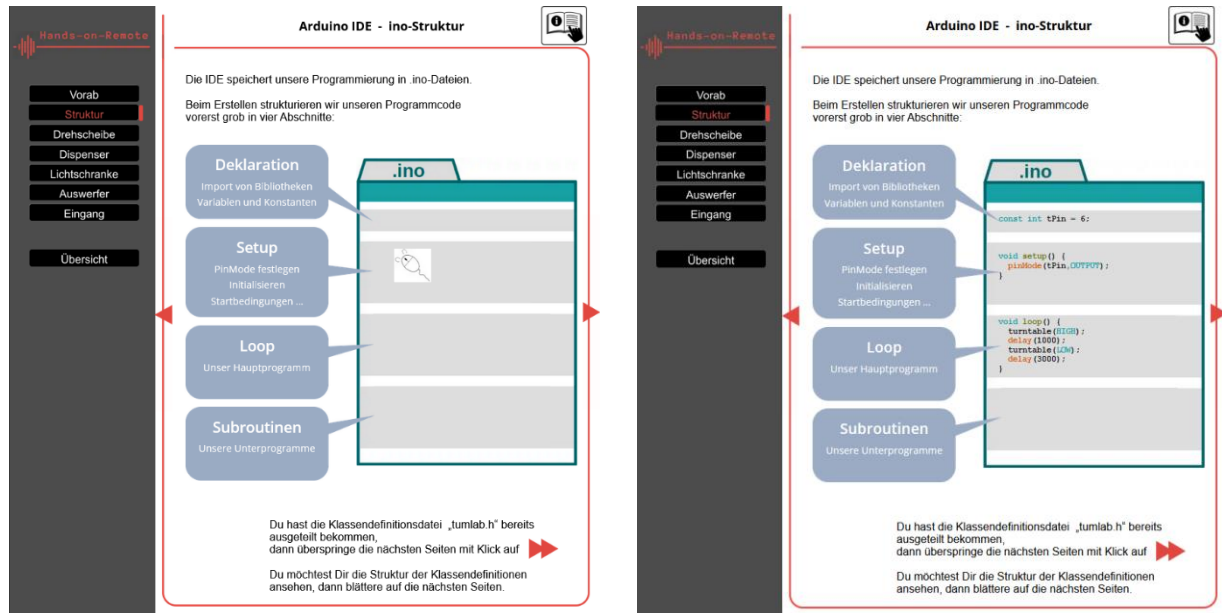 Hands-on-Remote
Vorab
Struktur
Drehscheibe
Dispenser
Lichtschranke
Auswerfer
Eingang
Übersicht
Arduino IDE - ino-Struktur
Die IDE speichert unsere Programmierung in .ino-Dateien.
Beim Erstellen strukturieren wir unseren Programmcode
vorerst grob in vier Abschnitte:
Deklaration
Import von Bibliotheken
Variablen und Konstanten
.ino
Setup
PinMode festlegen
Initialisieren
Startbedingungen ...
Loop
Unser Hauptprogramm
Subroutinen
Unsere Unterprogramme
Du hast die Klassendefinitionsdatei „tumlab.h" bereits
ausgeteilt bekommen,
dann überspringe die nächsten Seiten mit Klick auf
Du möchtest Dir die Struktur der Klassendefinitionen
ansehen, dann blättere auf die nächsten Seiten.
Hands-on-Remote
Vorab
Struktur
Drehscheibe
Dispenser
Lichtschranke
Auswerfer
Eingang
Übersicht
Arduino IDE - ino-Struktur
Die IDE speichert unsere Programmierung in .ino-Dateien.
Beim Erstellen strukturieren wir unseren Programmcode
vorerst grob in vier Abschnitte:
Deklaration
Import von Bibliotheken
Variablen und Konstanten
.ino
const int tPin = 6;
Setup
PinMode festlegen
Initialisieren
Startbedingungen ...
void setup() {
pinMode(tPin,OUTPUT);
}
Loop
Unser Hauptprogramm
void loop() {
turntable(HIGH);
delay(1000);
turntable(LOW);
delay(3000);
}
Subroutinen
Unsere Unterprogramme
Du hast die Klassendefinitionsdatei „tumlab.h" bereits
ausgeteilt bekommen,
dann überspringe die nächsten Seiten mit Klick auf
Du möchtest Dir die Struktur der Klassendefinitionen
ansehen, dann blättere auf die nächsten Seiten.